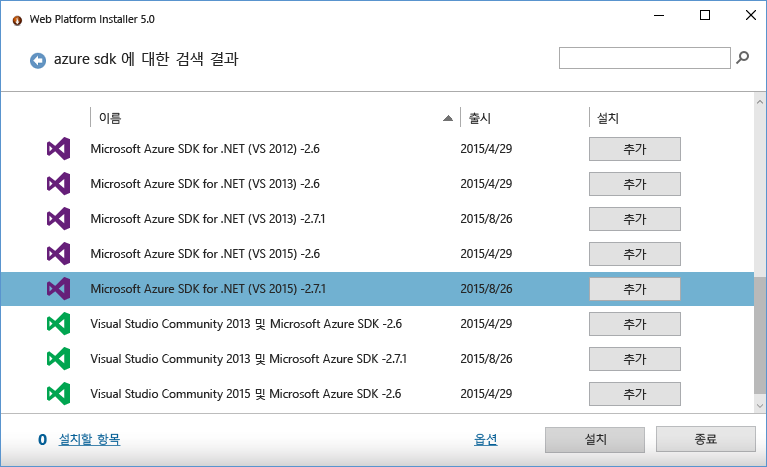 Web Platform Installer 5.0
azure sdk 에 대한 검색 결과
이름 출시 설치
Microsoft Azure SDK for .NET (VS 2012) -2.6 2015/4/29 추가
Microsoft Azure SDK for .NET (VS 2013) -2.6 2015/4/29 추가
Microsoft Azure SDK for .NET (VS 2013) -2.7.1 2015/8/26 추가
Microsoft Azure SDK for .NET (VS 2015) -2.6 2015/4/29 추가
Microsoft Azure SDK for .NET (VS 2015) -2.7.1 2015/8/26 추가
Visual Studio Community 2013 및 Microsoft Azure SDK -2.6 2015/4/29 추가
Visual Studio Community 2013 및 Microsoft Azure SDK -2.7.1 2015/8/26 추가
Visual Studio Community 2015 및 Microsoft Azure SDK -2.6 2015/4/29 추가
0 설치할 항목 옵션 설치 종료